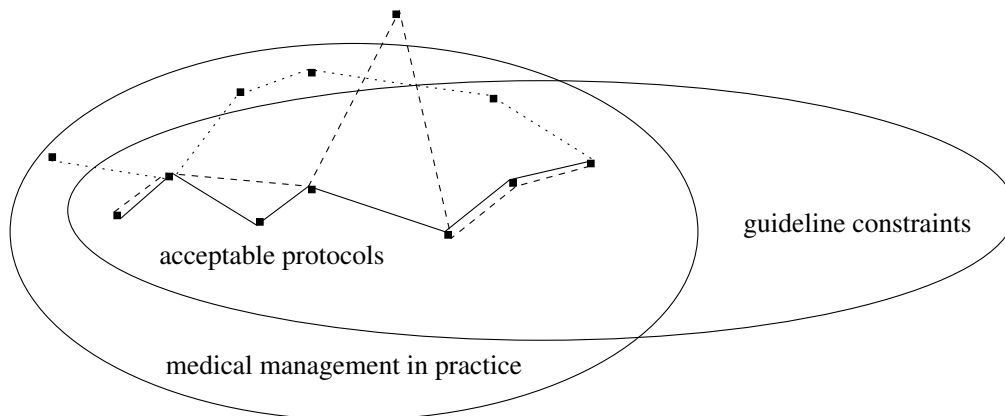 guideline constraints
acceptable protocols
medical management in practice